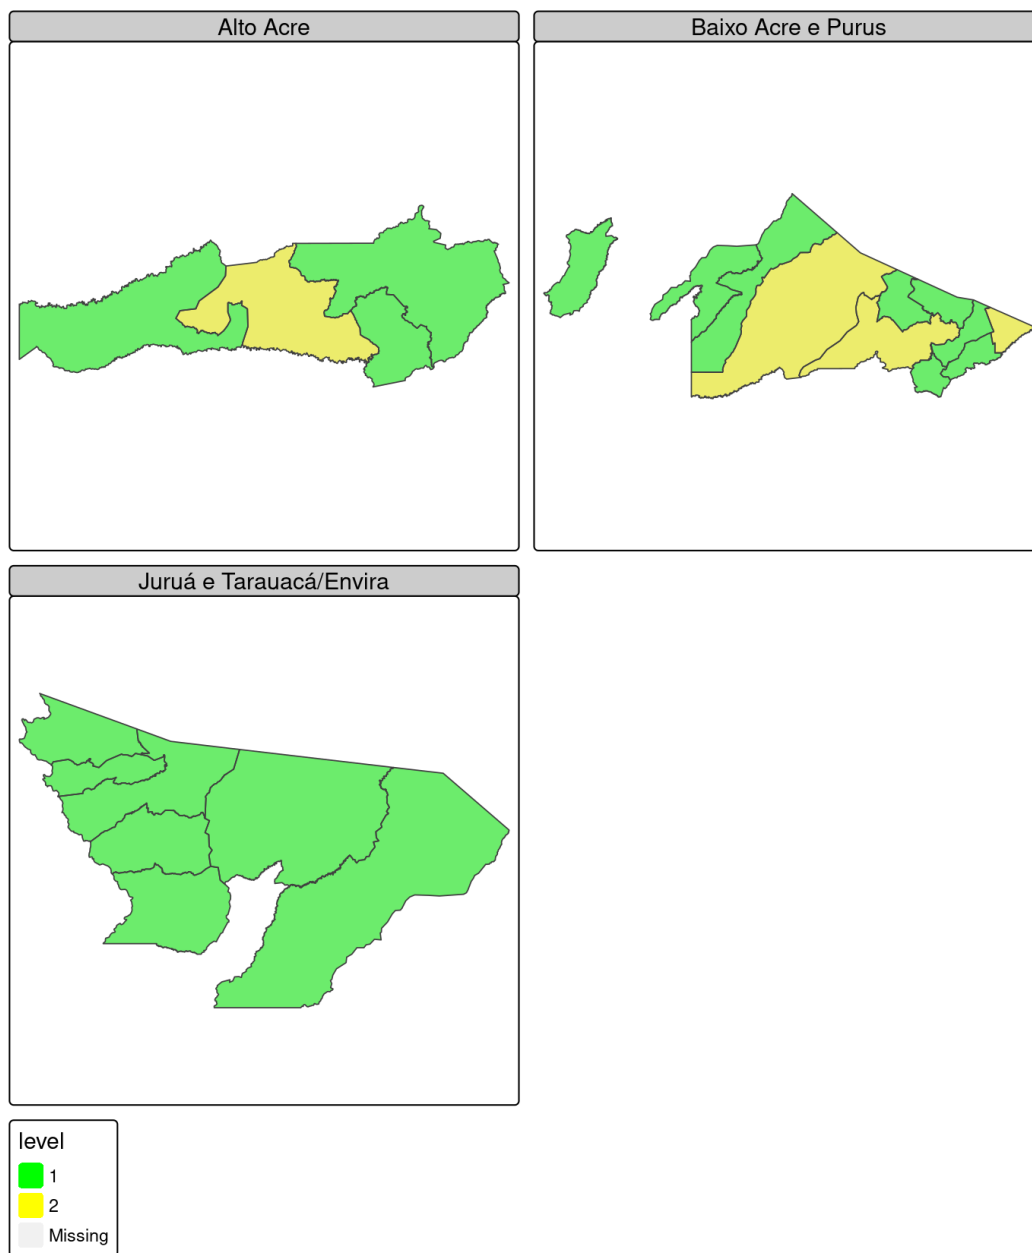 Alto Acre
Baixo Acre e Purus
Juruá e Tarauacá/Envira
level
1
2
Missing